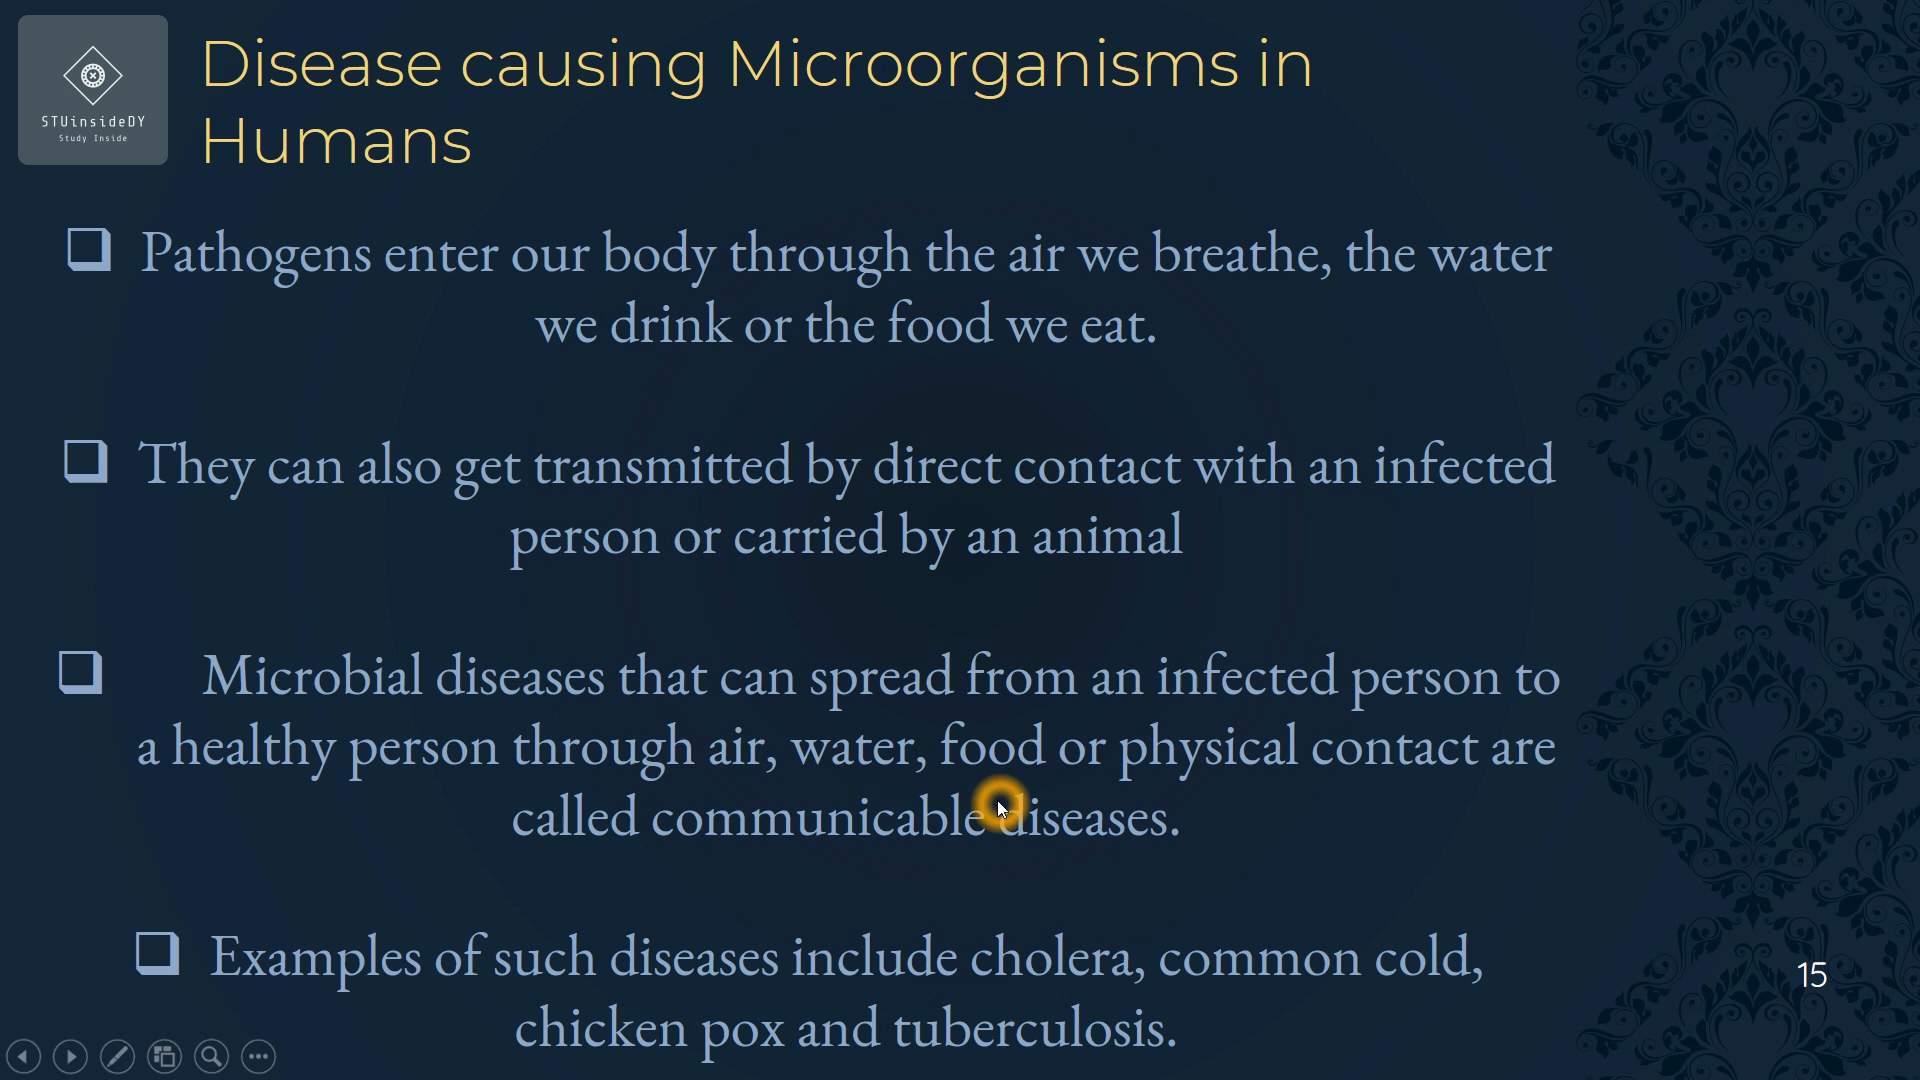 STUinsideDY
Study Inside
Disease causing Microorganisms in
Humans
Pathogens enter our body through the air we breathe, the water
we drink or the food we eat.
They can also get transmitted by direct contact with an infected
person or carried by an animal
Microbial diseases that can spread from an infected person to
a healthy person through air, water, food or physical contact are
called communicable diseases.
Examples of such diseases include cholera, common cold,
chicken pox and tuberculosis.
15